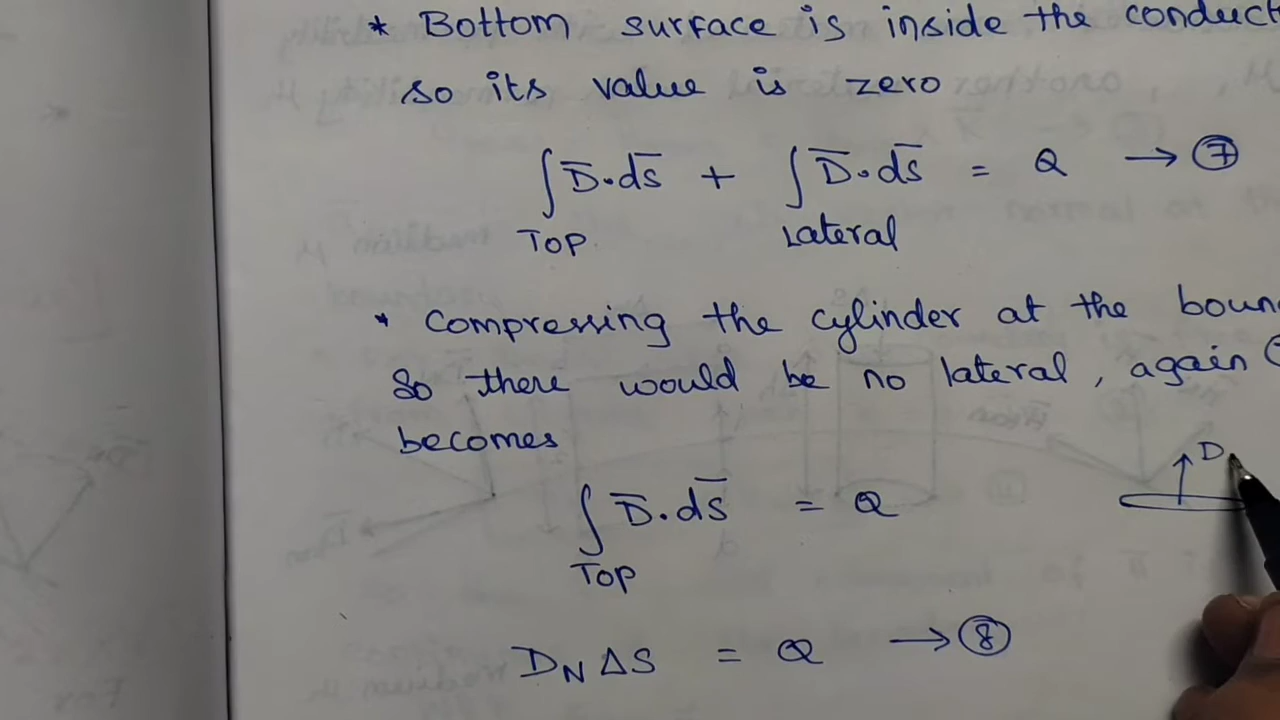 * Bottom surface is inside the conduct
so its value is zero
∫ D̅.ds̅ + ∫ D̅.ds̅ = Q → ⑦
TOP Lateral
* compressing the cylinder at the boun
so there would be no lateral, again
becomes
D
∫ D̅.ds̅ = Q
Top
D_N ΔS = Q → ⑧